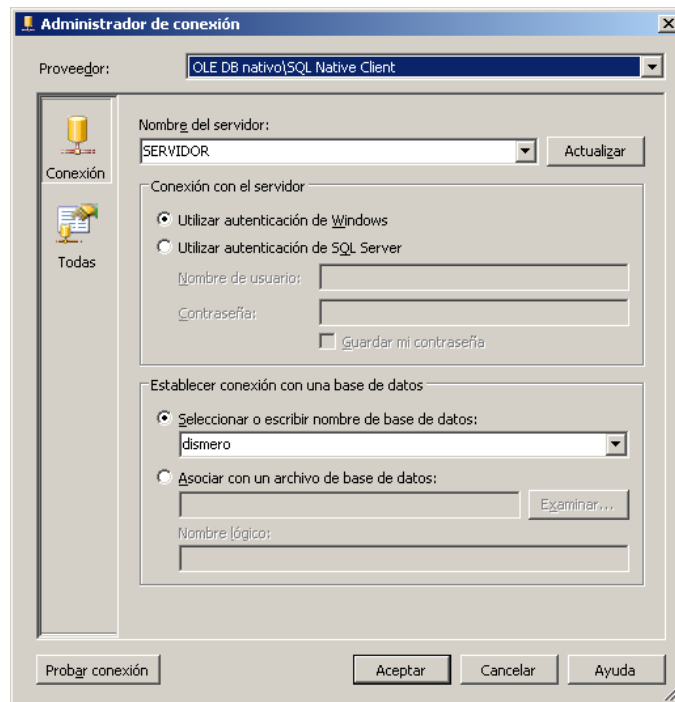 Administrador de conexión
Proveedor:
OLE DB nativo\SQL Native Client
Conexión
Todas
Nombre del servidor:
SERVIDOR
Actualizar
Conexión con el servidor
Utilizar autenticación de Windows
Utilizar autenticación de SQL Server
Nombre de usuario:
Contraseña:
Guardar mi contraseña
Establecer conexión con una base de datos
Seleccionar o escribir nombre de base de datos:
dismero
Asociar con un archivo de base de datos:
Examinar...
Nombre lógico:
Probar conexión
Aceptar
Cancelar
Ayuda